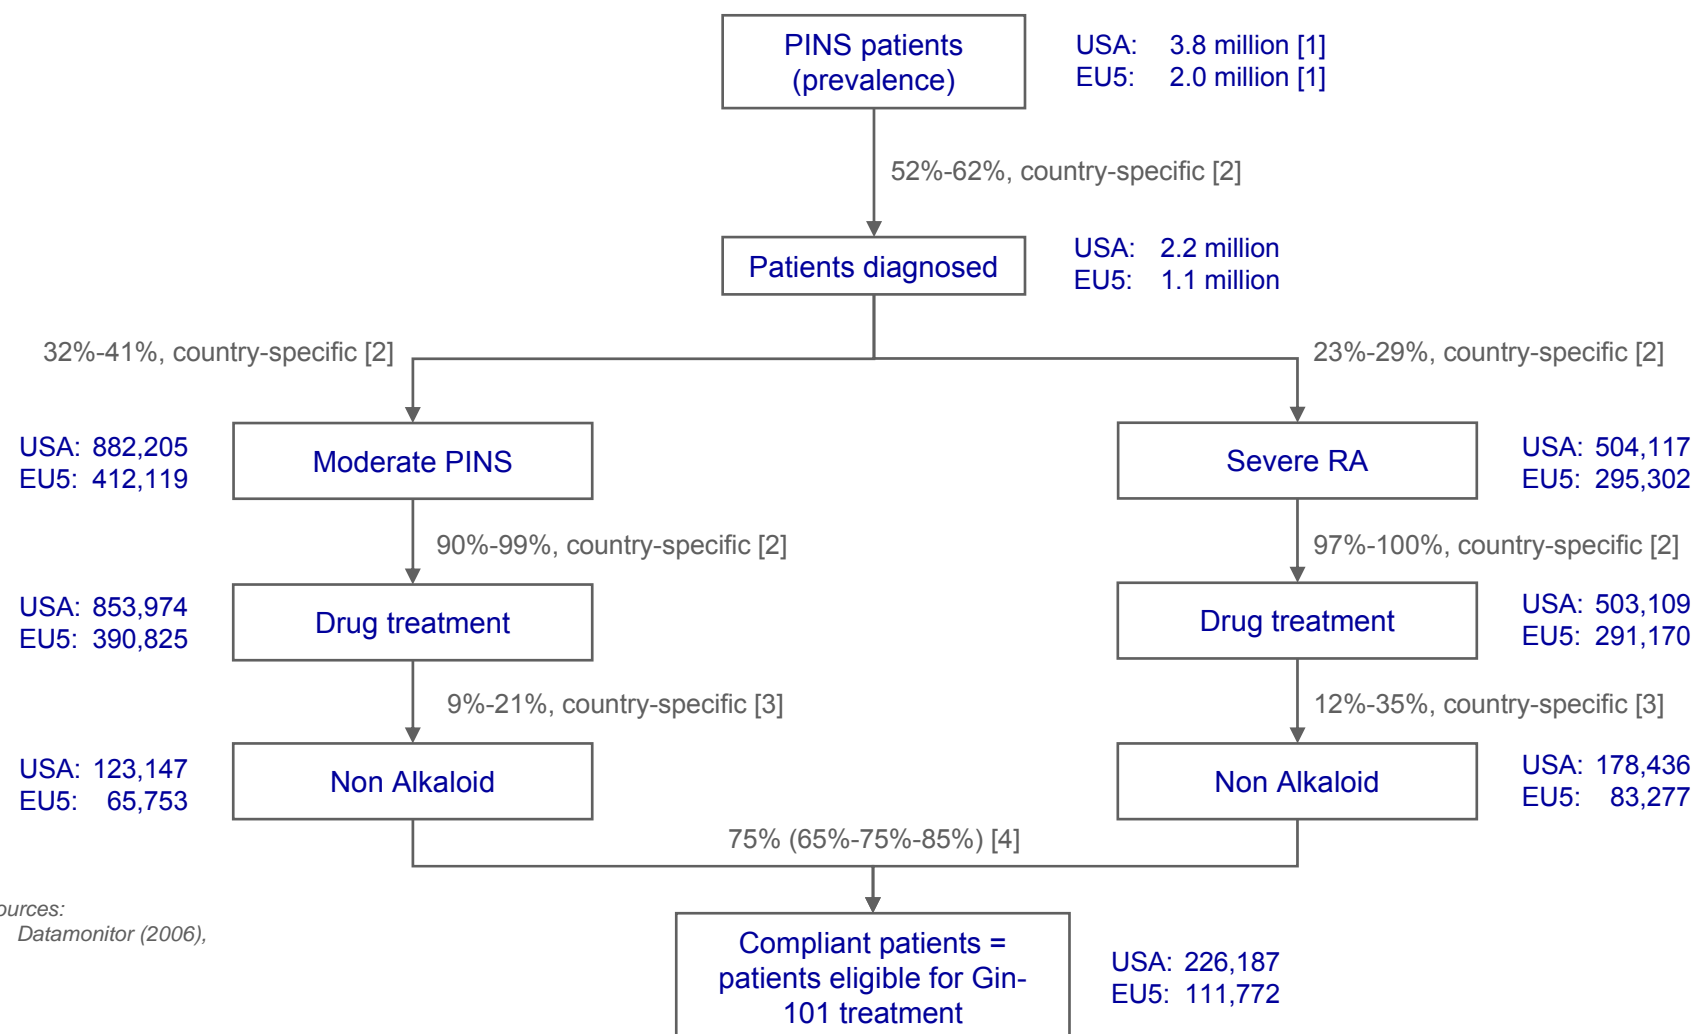 PINS patients
(prevalence)
USA: 3.8 million [1]
EU5: 2.0 million [1]
52%-62%, country-specific [2]
Patients diagnosed
USA: 2.2 million
EU5: 1.1 million
32%-41%, country-specific [2]
23%-29%, country-specific [2]
USA: 882,205
EU5: 412,119
Moderate PINS
Severe RA
USA: 504,117
EU5: 295,302
90%-99%, country-specific [2]
97%-100%, country-specific [2]
USA: 853,974
EU5: 390,825
Drug treatment
Drug treatment
USA: 503,109
EU5: 291,170
9%-21%, country-specific [3]
12%-35%, country-specific [3]
USA: 123,147
EU5: 65,753
Non Alkaloid
Non Alkaloid
USA: 178,436
EU5: 83,277
75% (65%-75%-85%) [4]
ources:
Datamonitor (2006),
Compliant patients =
patients eligible for Gin-
101 treatment
USA: 226,187
EU5: 111,772